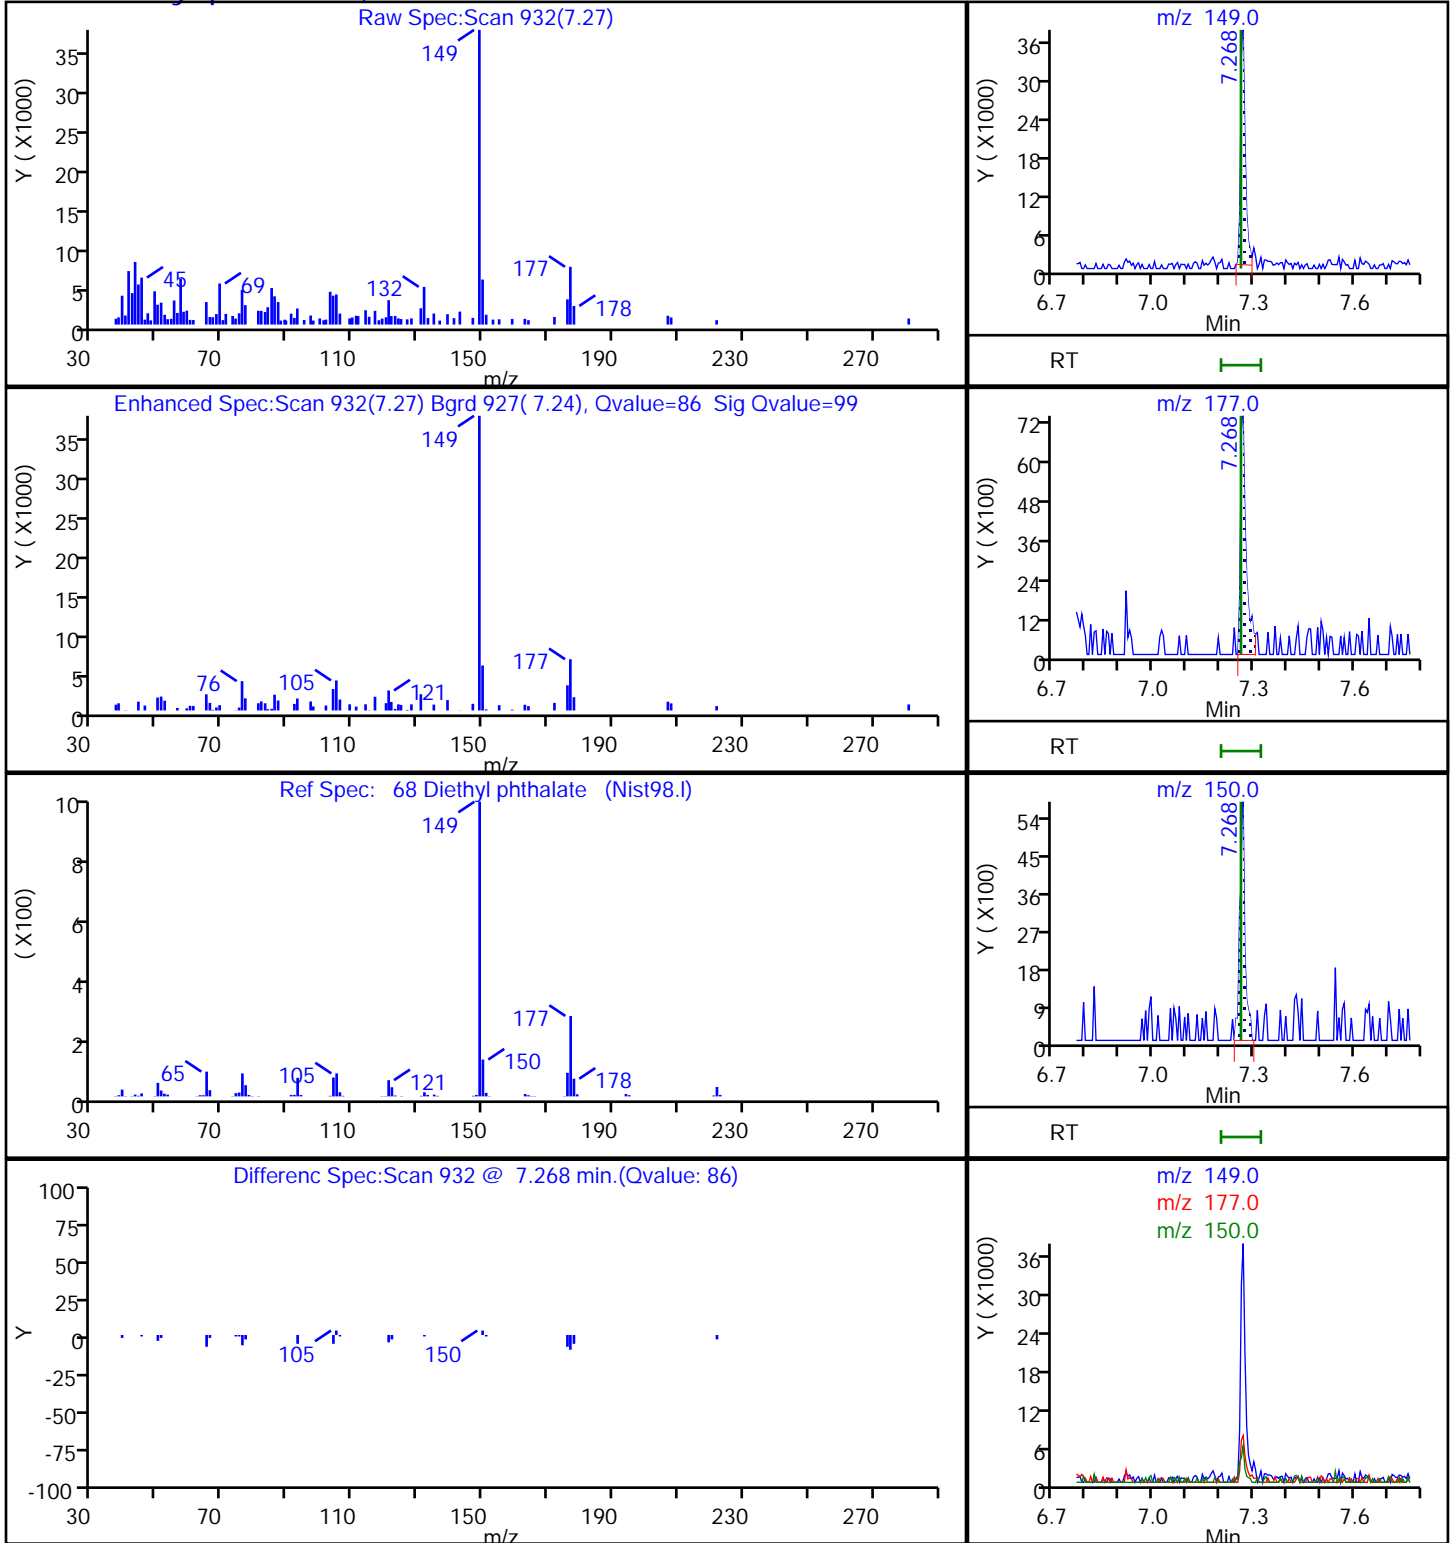 Raw Spec:Scan 932(7.27)
Y ( X1000)
35
30
25
20
15
10
5
0
149
45
69
132
177
178
30 70 110 150 190 230 270
m/z
m/z 149.0
Y ( X1000)
36
30
24
18
12
6
0
7.268
6.7 7.0 7.3 7.6
Min
RT
Enhanced Spec:Scan 932(7.27) Bgrd 927( 7.24), Qvalue=86 Sig Qvalue=99
Y ( X1000)
35
30
25
20
15
10
5
0
149
76
105
121
177
30 70 110 150 190 230 270
m/z
m/z 177.0
Y ( X100)
72
60
48
36
24
12
0
7.268
6.7 7.0 7.3 7.6
Min
RT
Ref Spec: 68 Diethyl phthalate (Nist98.l)
( X100)
10
8
6
4
2
0
149
65
105
121
150
177
178
30 70 110 150 190 230 270
m/z
m/z 150.0
Y ( X100)
54
45
36
27
18
9
0
7.268
6.7 7.0 7.3 7.6
Min
RT
Differenc Spec:Scan 932 @ 7.268 min.(Qvalue: 86)
Y
100
75
50
25
0
-25
-50
-75
-100
105
150
30 70 110 150 190 230 270
m/z
m/z 149.0
m/z 177.0
m/z 150.0
Y ( X1000)
36
30
24
18
12
6
0
6.7 7.0 7.3 7.6
Min